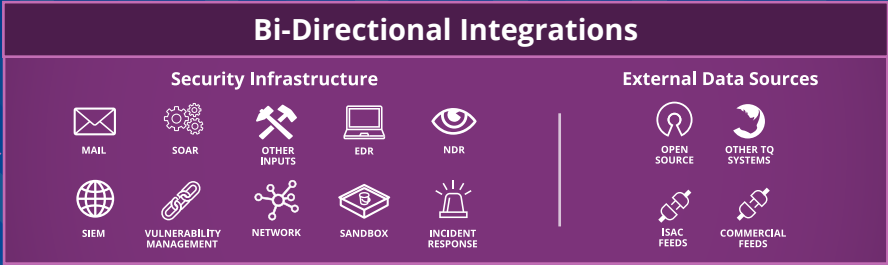 Bi-Directional Integrations
Security Infrastructure
MAIL
SOAR
OTHER
INPUTS
EDR
NDR
SIEM
VULNERABILITY
MANAGEMENT
NETWORK
SANDBOX
INCIDENT
RESPONSE
External Data Sources
OPEN
SOURCE
OTHER TQ
SYSTEMS
ISAC
FEEDS
COMMERCIAL
FEEDS